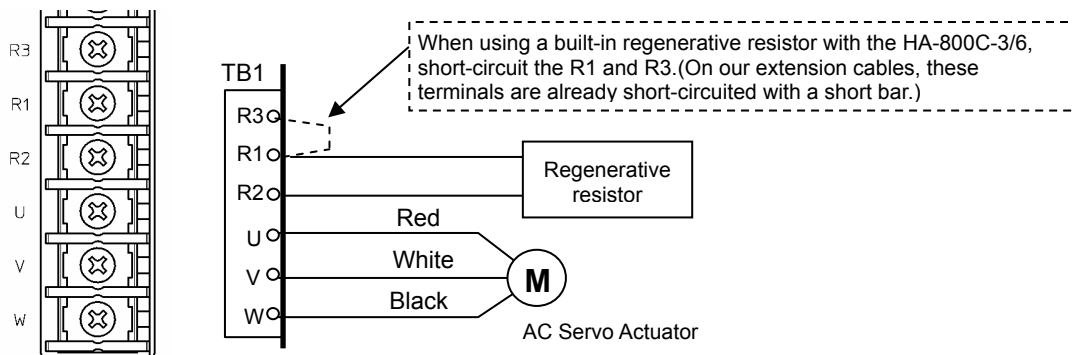 R3
R1
R2
U
V
W
TB1
R3
R1
R2
U
V
W
When using a built-in regenerative resistor with the HA-800C-3/6,
short-circuit the R1 and R3.(On our extension cables, these
terminals are already short-circuited with a short bar.)
Regenerative
resistor
Red
White
Black
M
AC Servo Actuator